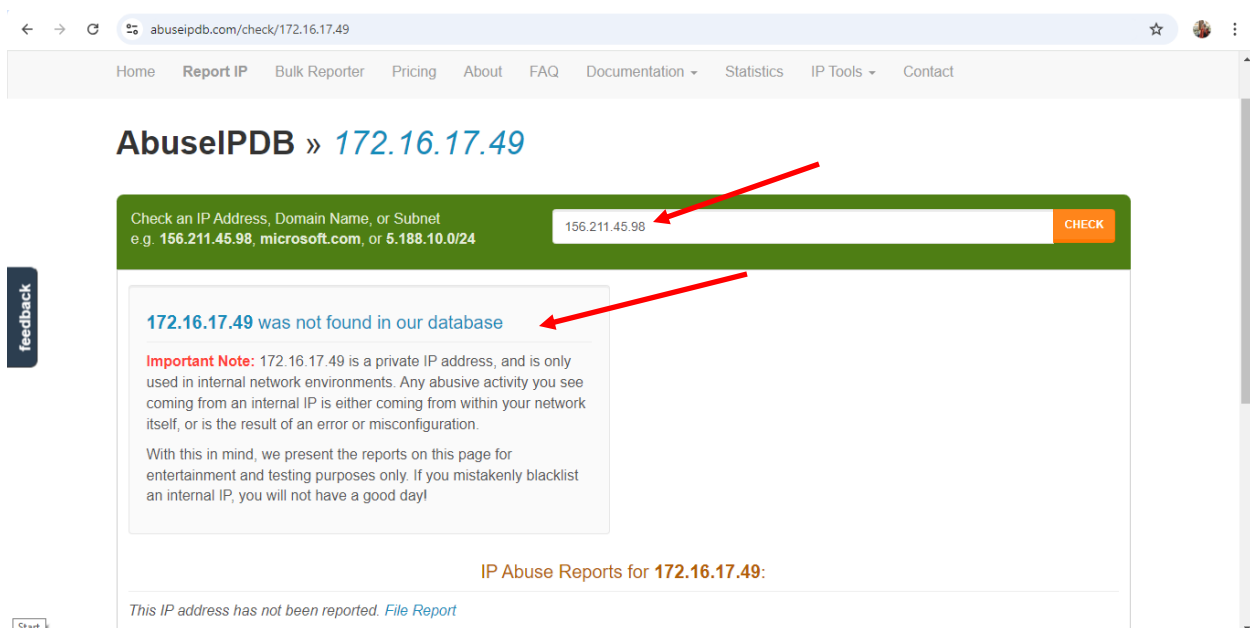 abuseipdb.com/check/172.16.17.49
Home Report IP Bulk Reporter Pricing About FAQ Documentation Statistics IP Tools Contact
AbuseIPDB » 172.16.17.49
Check an IP Address, Domain Name, or Subnet
e.g. 156.211.45.98, microsoft.com, or 5.188.10.0/24
156.211.45.98
CHECK
feedback
172.16.17.49 was not found in our database
Important Note: 172.16.17.49 is a private IP address, and is only
used in internal network environments. Any abusive activity you see
coming from an internal IP is either coming from within your network
itself, or is the result of an error or misconfiguration.
With this in mind, we present the reports on this page for
entertainment and testing purposes only. If you mistakenly blacklist
an internal IP, you will not have a good day!
IP Abuse Reports for 172.16.17.49:
This IP address has not been reported. File Report
Start